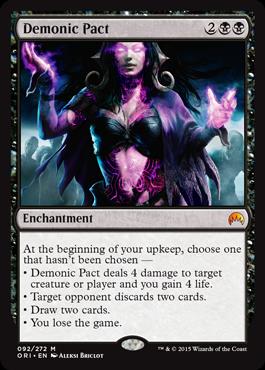 Demonic Pact 2
Enchantment
At the beginning of your upkeep, choose one
that hasn't been chosen —
• Demonic Pact deals 4 damage to target
creature or player and you gain 4 life.
• Target opponent discards two cards.
• Draw two cards.
• You lose the game.
092/272 M
ORI • EN Aleksi Briclot ™ & © 2015 Wizards of the Coast